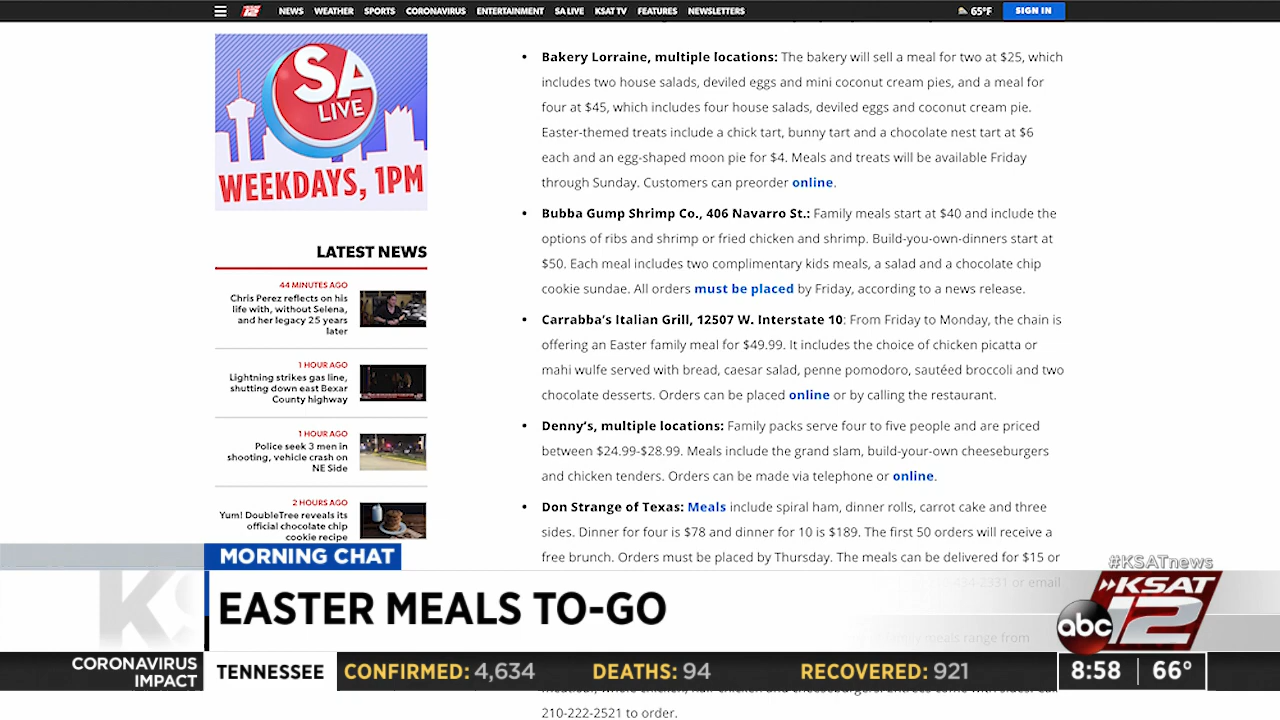 KSAT 12
NEWS WEATHER SPORTS CORONAVIRUS ENTERTAINMENT SA LIVE KSAT TV FEATURES NEWSLETTERS
65°F
SIGN IN
SA
LIVE
WEEKDAYS, 1PM
LATEST NEWS
44 MINUTES AGO
Chris Perez reflects on his
life with, without Selena,
and her legacy 25 years
later
1 HOUR AGO
Lightning strikes gas line,
shutting down east Bexar
County highway
1 HOUR AGO
Police seek 3 men in
shooting, vehicle crash on
NE Side
2 HOURS AGO
Yum! DoubleTree reveals its
official chocolate chip
cookie recipe
• Bakery Lorraine, multiple locations: The bakery will sell a meal for two at $25, which
includes two house salads, deviled eggs and mini coconut cream pies, and a meal for
four at $45, which includes four house salads, deviled eggs and coconut cream pie.
Easter-themed treats include a chick tart, bunny tart and a chocolate nest tart at $6
each and an egg-shaped moon pie for $4. Meals and treats will be available Friday
through Sunday. Customers can preorder online.
• Bubba Gump Shrimp Co., 406 Navarro St.: Family meals start at $40 and include the
options of ribs and shrimp or fried chicken and shrimp. Build-you-own-dinners start at
$50. Each meal includes two complimentary kids meals, a salad and a chocolate chip
cookie sundae. All orders must be placed by Friday, according to a news release.
• Carrabba's Italian Grill, 12507 W. Interstate 10: From Friday to Monday, the chain is
offering an Easter family meal for $49.99. It includes the choice of chicken picatta or
mahi wulfe served with bread, caesar salad, penne pomodoro, sautéed broccoli and two
chocolate desserts. Orders can be placed online or by calling the restaurant.
• Denny's, multiple locations: Family packs serve four to five people and are priced
between $24.99-$28.99. Meals include the grand slam, build-your-own cheeseburgers
and chicken tenders. Orders can be made via telephone or online.
• Don Strange of Texas: Meals include spiral ham, dinner rolls, carrot cake and three
sides. Dinner for four is $78 and dinner for 10 is $189. The first 50 orders will receive a
free brunch. Orders must be placed by Thursday. The meals can be delivered for $15 or
-434-2331 or email
family meals range from
210-222-2521 to order.
MORNING CHAT
EASTER MEALS TO-GO
#KSATnews
KSAT
abc 12
CORONAVIRUS
IMPACT
TENNESSEE CONFIRMED: 4,634 DEATHS: 94 RECOVERED: 921
8:58 66°